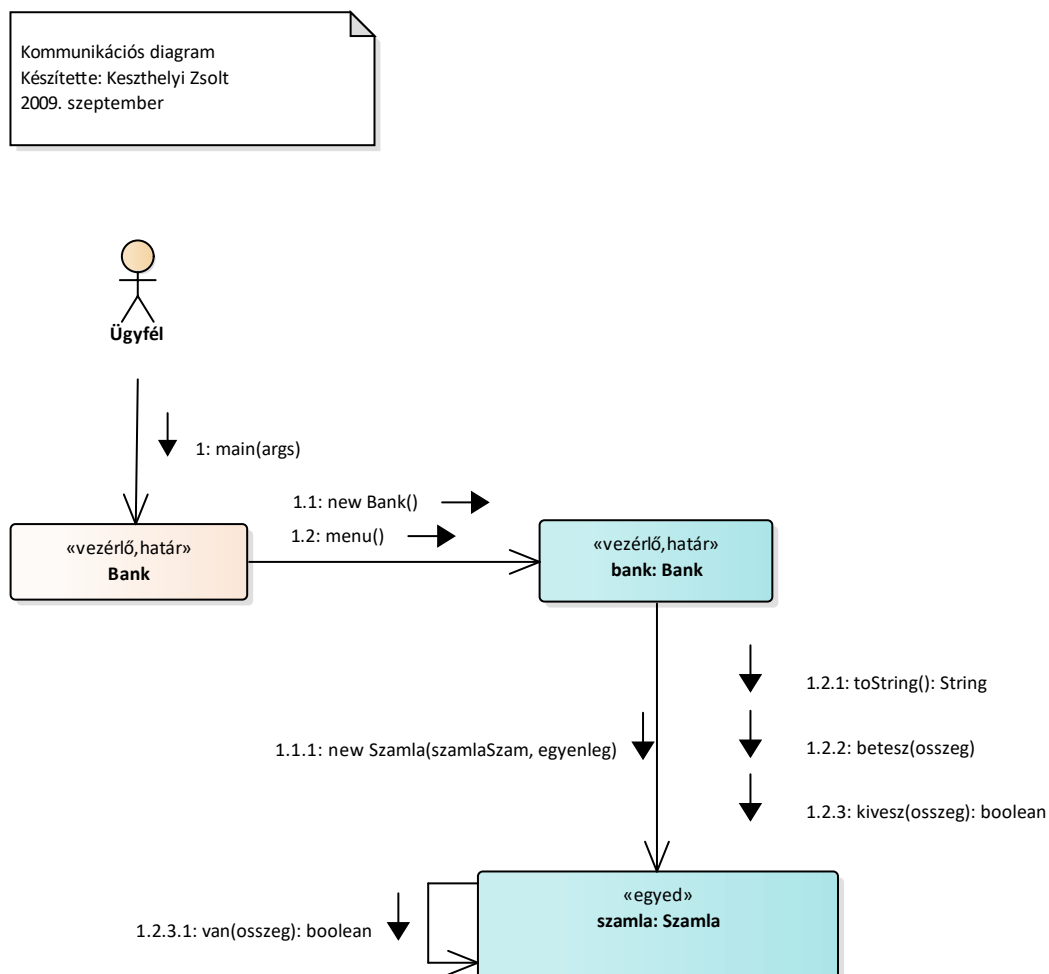 Kommunikációs diagram
Készítette: Keszthelyi Zsolt
2009. szeptember
Ügyfél
1: main(args)
1.1: new Bank()
1.2: menu()
«vezérlő,határ»
Bank
«vezérlő,határ»
bank: Bank
1.2.1: toString(): String
1.1.1: new Szamla(szamlaSzam, egyenleg)
1.2.2: betesz(osszeg)
1.2.3: kivesz(osszeg): boolean
«egyed»
szamla: Szamla
1.2.3.1: van(osszeg): boolean